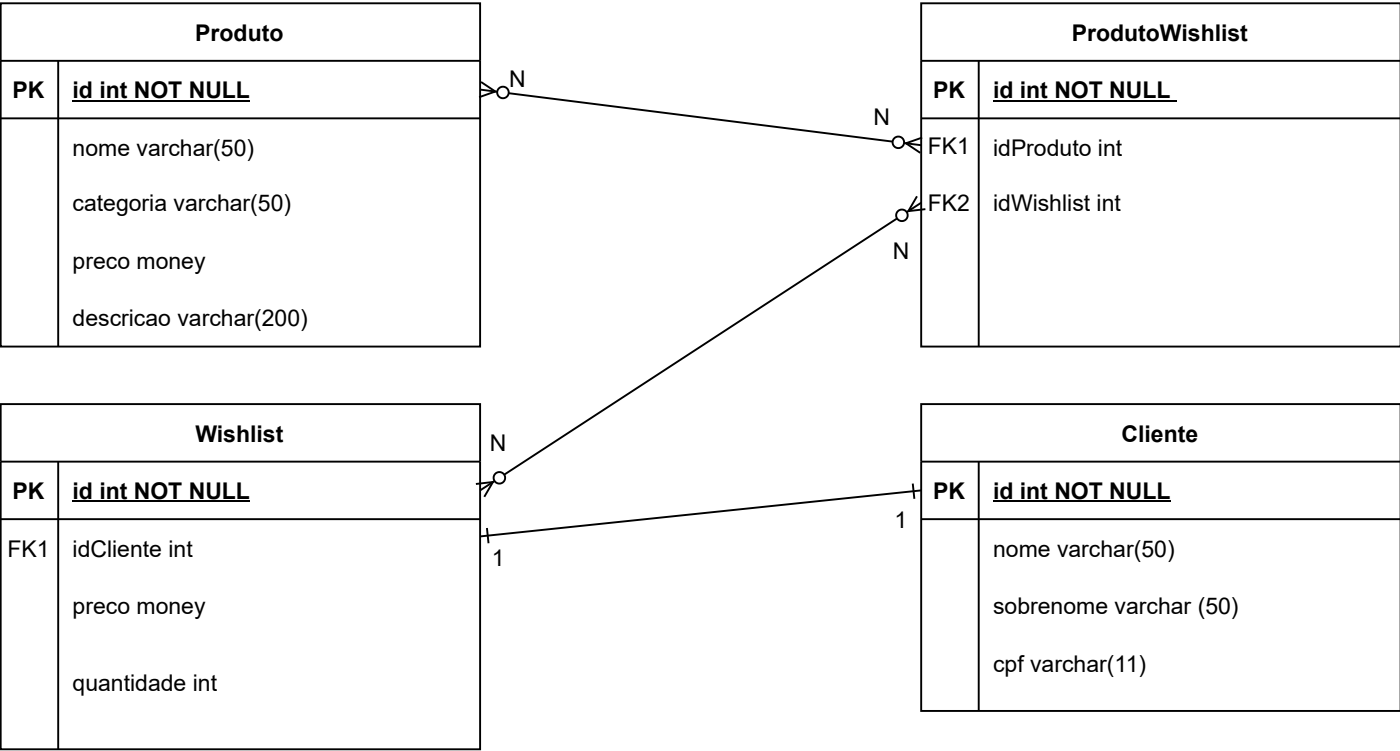 Produto
PK id int NOT NULL
nome varchar(50)
categoria varchar(50)
preco money
descricao varchar(200)
N
N
N
N
ProdutoWishlist
PK id int NOT NULL
FK1 idProduto int
FK2 idWishlist int
Wishlist
PK id int NOT NULL
FK1 idCliente int
preco money
quantidade int
1
1
Cliente
PK id int NOT NULL
nome varchar(50)
sobrenome varchar (50)
cpf varchar(11)